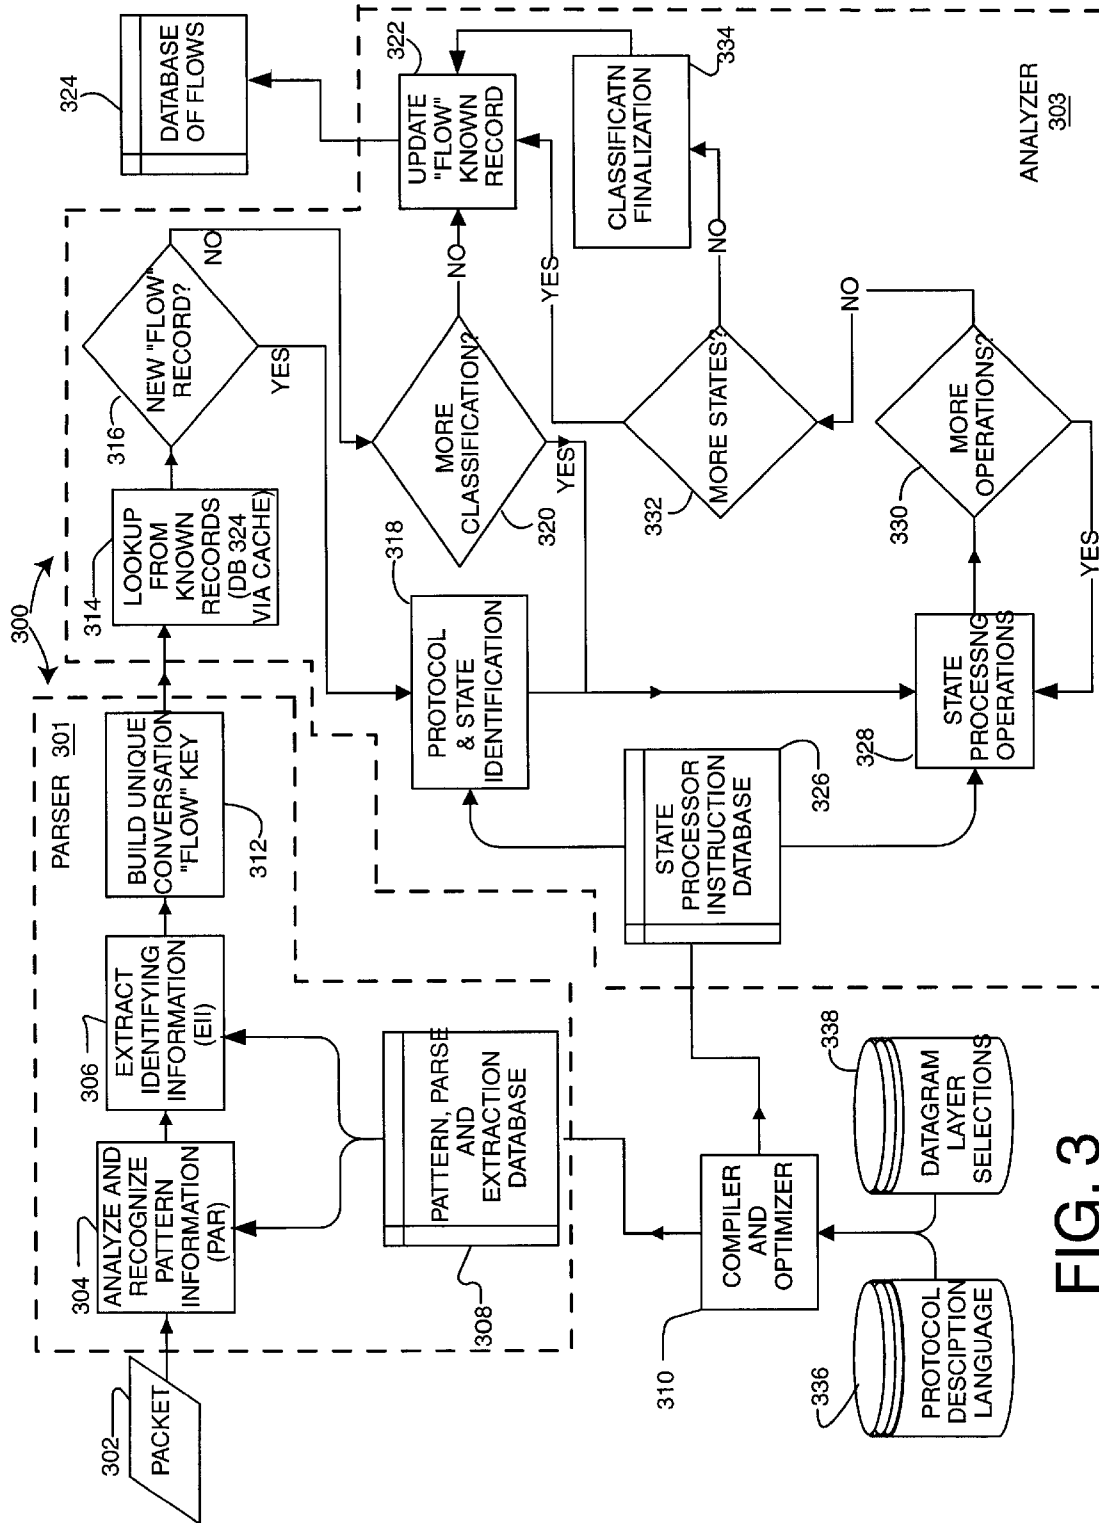 300
PARSER 301
302
PACKET
304
ANALYZE AND
RECOGNIZE
PATTERN
INFORMATION
(PAR)
306
EXTRACT
IDENTIFYING
INFORMATION
(EII)
BUILD UNIQUE
CONVERSATION
"FLOW" KEY
312
314
LOOKUP
FROM
KNOWN
RECORDS
(DB 324
VIA CACHE)
316
NEW "FLOW"
RECORD?
NO
YES
324
DATABASE
OF FLOWS
PATTERN, PARSE
AND
EXTRACTION
DATABASE
308
318
PROTOCOL
& STATE
IDENTIFICATION
MORE
CLASSIFICATION?
320
NO
YES
322
UPDATE
"FLOW"
KNOWN
RECORD
STATE
PROCESSOR
INSTRUCTION
DATABASE
326
YES
CLASSIFICATN
FINALIZATION
334
NO
MORE STATES?
332
310
COMPILER
AND
OPTIMIZER
328
STATE
PROCESSNG
OPERATIONS
330
MORE
OPERATIONS?
NO
YES
336
PROTOCOL
DESCIPTION
LANGUAGE
338
DATAGRAM
LAYER
SELECTIONS
ANALYZER
303
FIG. 3